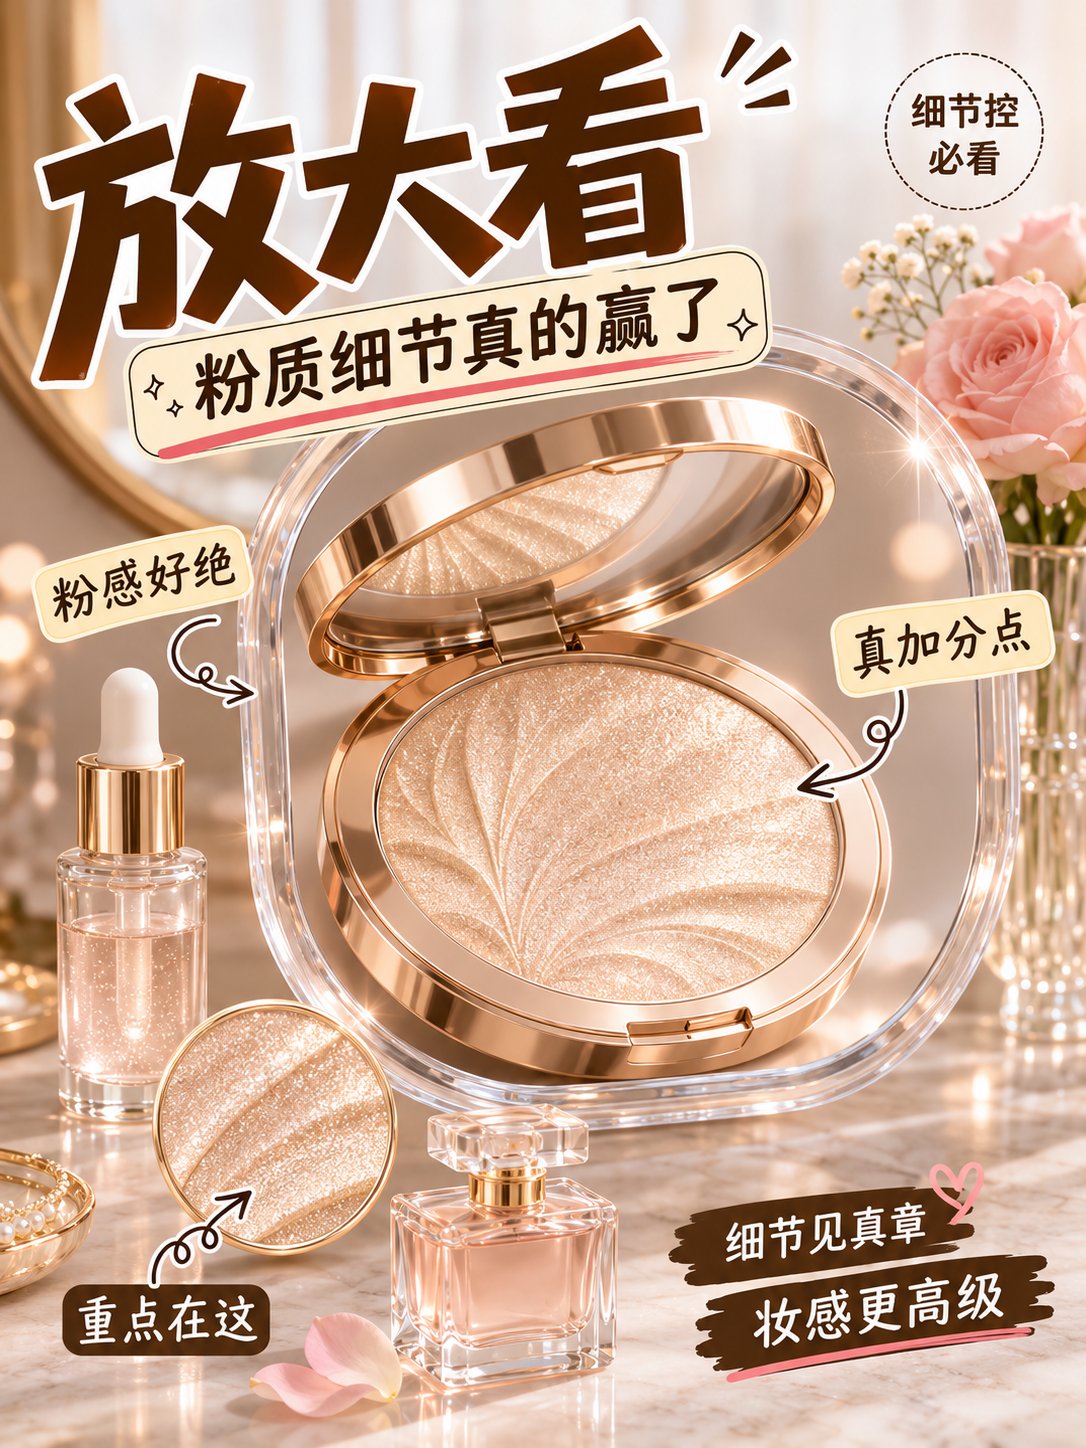 放大看
细节控
必看
粉质细节真的赢了
粉感好绝
真加分点
重点在这
细节见真章
妆感更高级